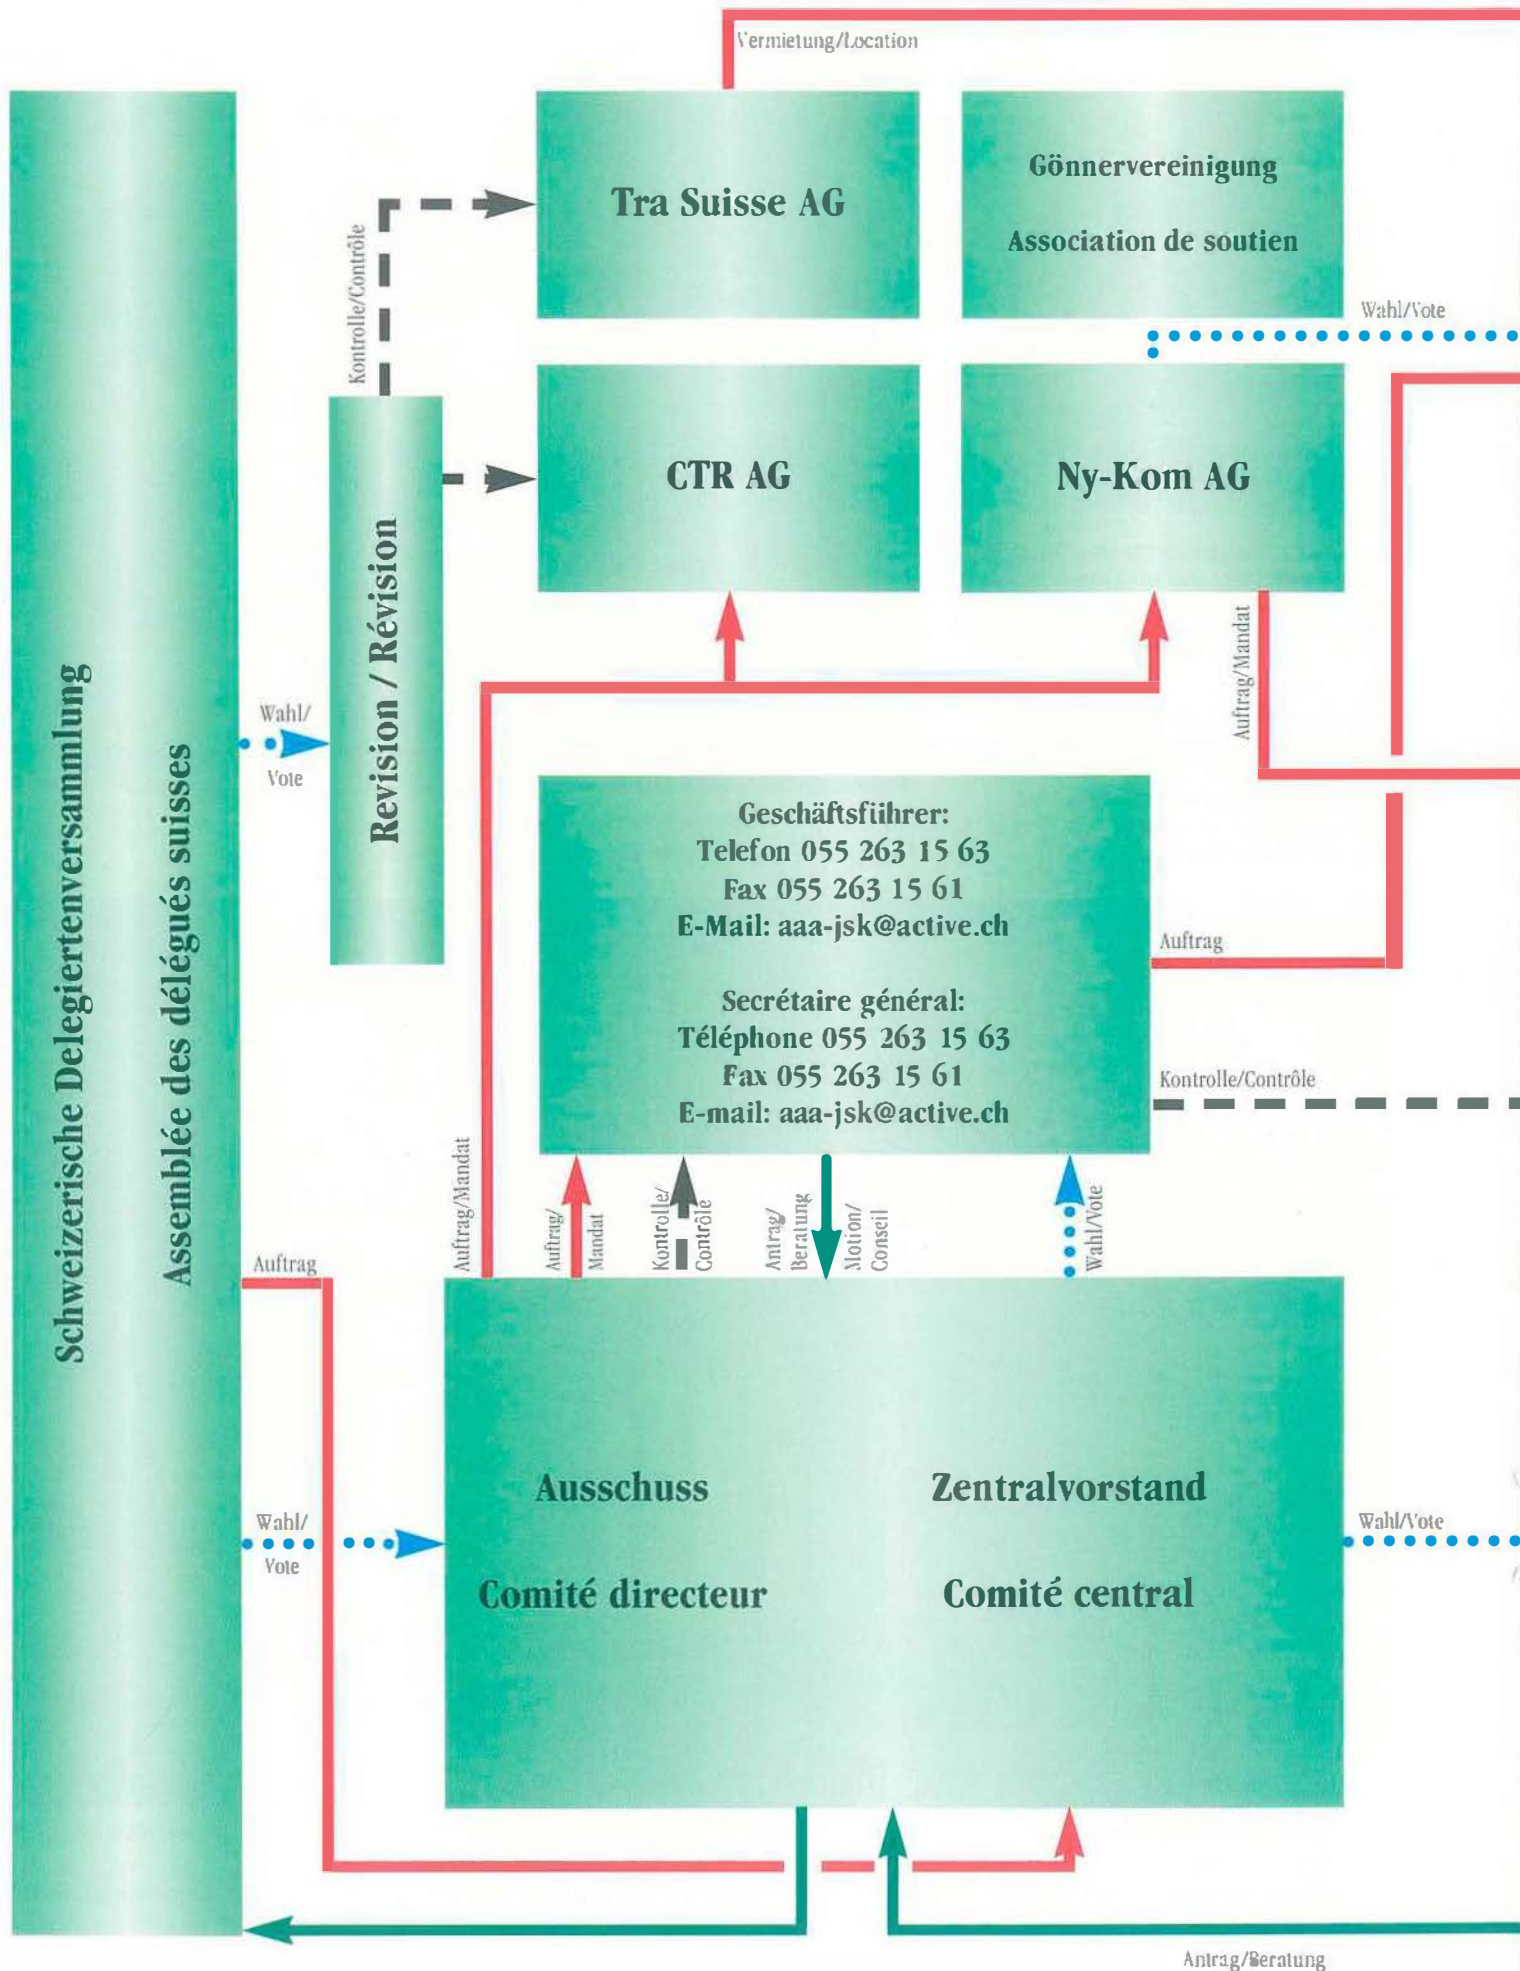 Vermietung/Location
Tra Suisse AG
Gönnervereinigung
Association de soutien
Kontrolle/Contrôle
Wahl/Vote
CTR AG
Ny-Kom AG
Revision / Révision
Schweizerische Delegiertenversammlung
Assemblée des délégués suisses
Wahl/
Vote
Auftrag/Mandat
Geschäftsführer:
Telefon 055 263 15 63
Fax 055 263 15 61
E-Mail: aaa-jsk@active.ch
Secrétaire général:
Téléphone 055 263 15 63
Fax 055 263 15 61
E-mail: aaa-jsk@active.ch
Auftrag
Kontrolle/Contrôle
Auftrag/Mandat
Auftrag/
Mandat
Kontrolle/
Contrôle
Antrag/
Beratung
Motion/
Conseil
Wahl/Vote
Auftrag
Ausschuss
Comité directeur
Zentralvorstand
Comité central
Wahl/
Vote
Wahl/Vote
Antrag/Beratung